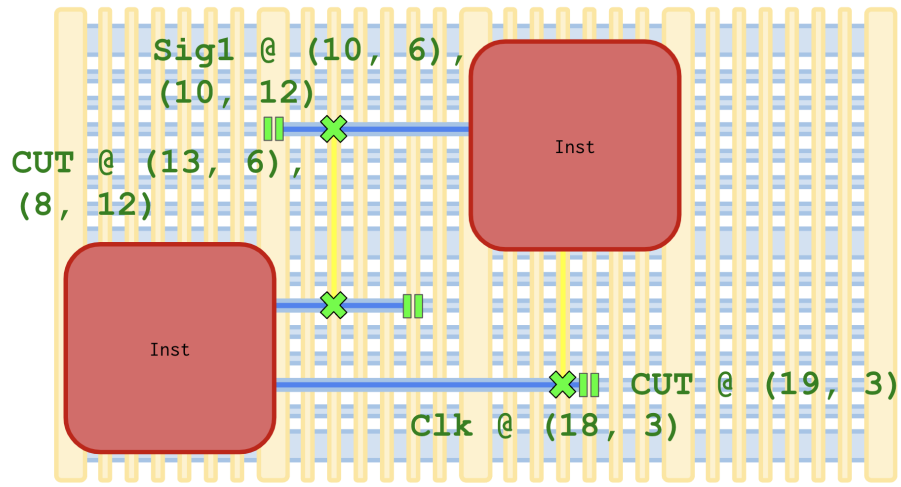 Sig1 @ (10, 6),
(10, 12)
Inst
CUT @ (13, 6),
(8, 12)
Inst
CUT @ (19, 3)
Clk @ (18, 3)